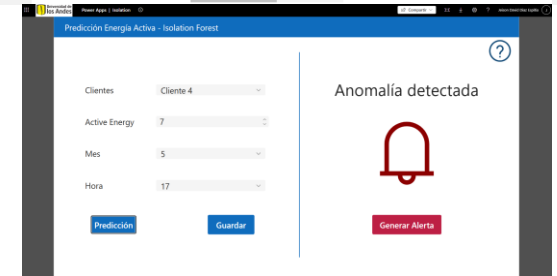 Universidad de
los Andes
Power Apps | Isolation
Compartir
Predicción Energía Activa - Isolation Forest
?
Clientes
Cliente 4
Active Energy
7
Mes
5
Hora
17
Predicción
Guardar
Anomalía detectada
Generar Alerta